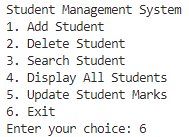 Student Management System
1. Add Student
2. Delete Student
3. Search Student
4. Display All Students
5. Update Student Marks
6. Exit
Enter your choice: 6